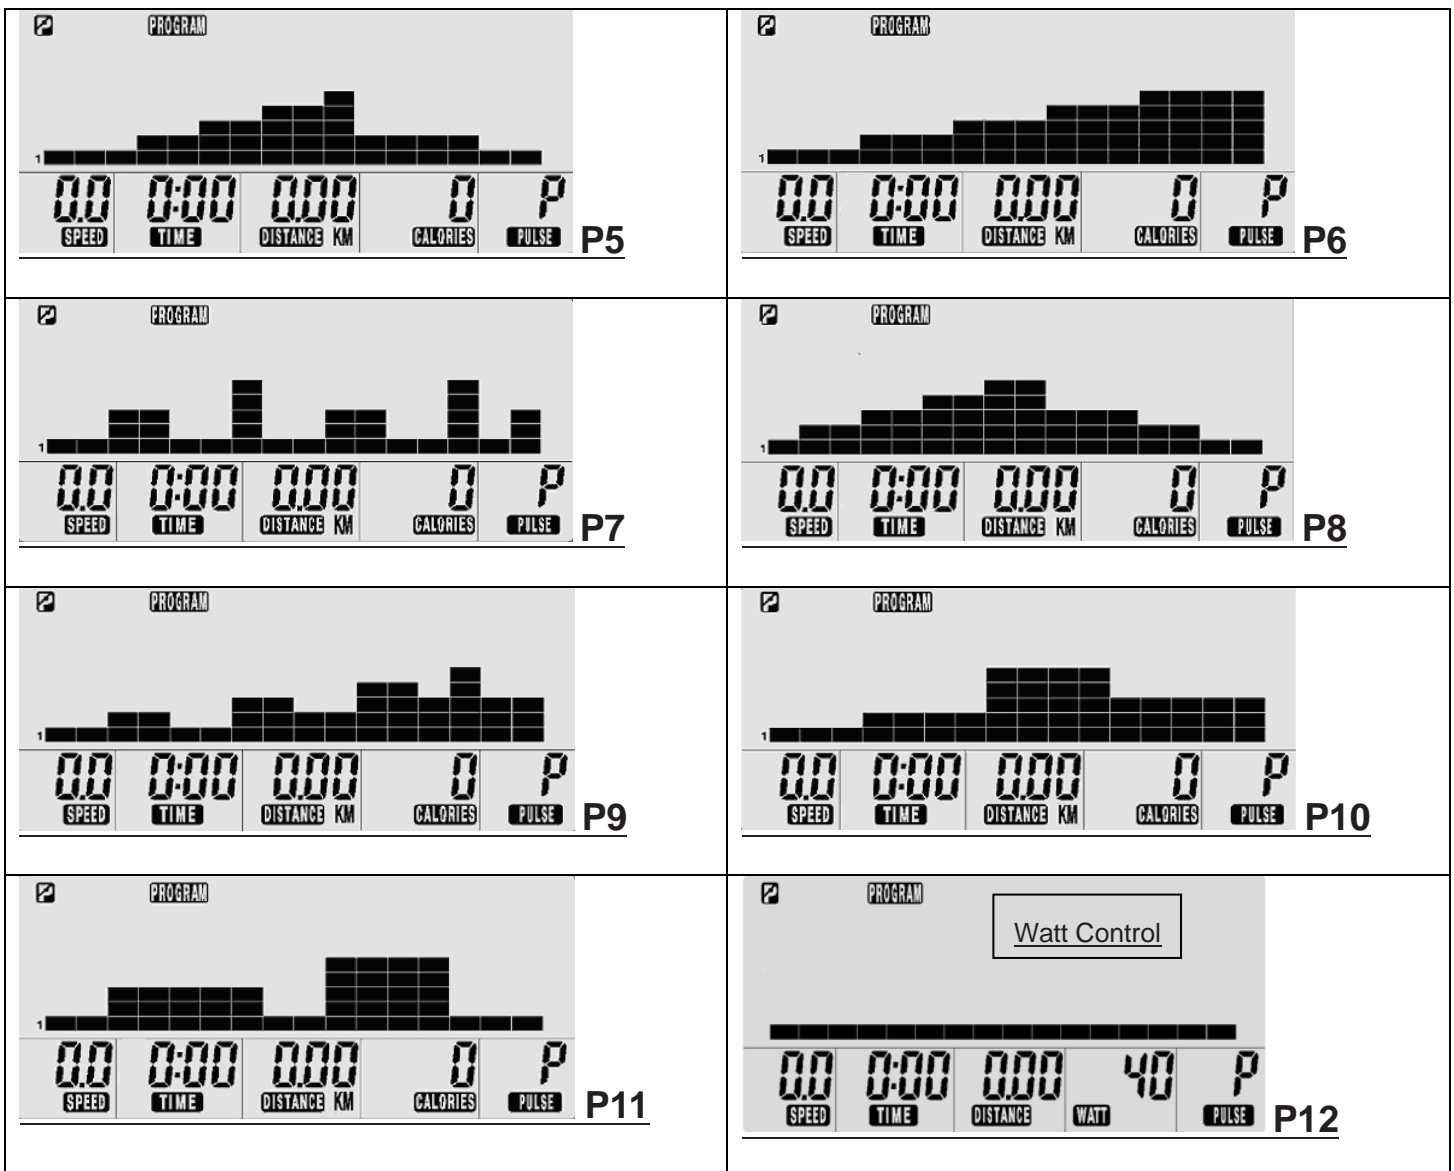 PROGRAM
1
0.0 0:00 0.00 0 P
SPEED TIME DISTANCE KM CALORIES PULSE P5
PROGRAM
1
0.0 0:00 0.00 0 P
SPEED TIME DISTANCE KM CALORIES PULSE P6
PROGRAM
1
0.0 0:00 0.00 0 P
SPEED TIME DISTANCE KM CALORIES PULSE P7
PROGRAM
1
0.0 0:00 0.00 0 P
SPEED TIME DISTANCE KM CALORIES PULSE P8
PROGRAM
1
0.0 0:00 0.00 0 P
SPEED TIME DISTANCE KM CALORIES PULSE P9
PROGRAM
1
0.0 0:00 0.00 0 P
SPEED TIME DISTANCE KM CALORIES PULSE P10
PROGRAM
1
0.0 0:00 0.00 0 P
SPEED TIME DISTANCE KM CALORIES PULSE P11
PROGRAM
Watt Control
0.0 0:00 0.00 40 P
SPEED TIME DISTANCE WATT PULSE P12